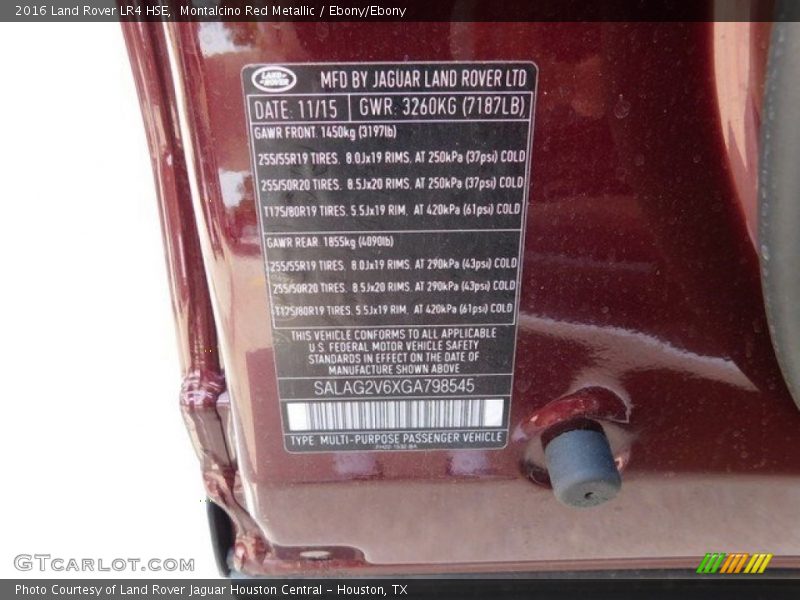 2016 Land Rover LR4 HSE,  Montalcino Red Metallic / Ebony/Ebony
LAND ROVER MFD BY JAGUAR LAND ROVER LTD
DATE: 11/15 GWR: 3260KG (7187LB)
GAWR FRONT. 1450kg (3197lb)
255/55R19 TIRES. 8.0Jx19 RIMS. AT 250kPa (37psi) COLD
255/50R20 TIRES. 8.5Jx20 RIMS. AT 250kPa (37psi) COLD
T175/80R19 TIRES. 5.5Jx19 RIM. AT 420kPa (61psi) COLD
GAWR REAR. 1855kg (4090lb)
255/55R19 TIRES. 8.0Jx19 RIMS. AT 290kPa (43psi) COLD
255/50R20 TIRES. 8.5Jx20 RIMS. AT 290kPa (43psi) COLD
T175/80R19 TIRES. 5.5Jx19 RIM. AT 420kPa (61psi) COLD
THIS VEHICLE CONFORMS TO ALL APPLICABLE
U.S. FEDERAL MOTOR VEHICLE SAFETY
STANDARDS IN EFFECT ON THE DATE OF
MANUFACTURE SHOWN ABOVE
SALAG2V6XGA798545
TYPE: MULTI-PURPOSE PASSENGER VEHICLE
GTCARLOT.COM
Photo Courtesy of Land Rover Jaguar Houston Central - Houston, TX